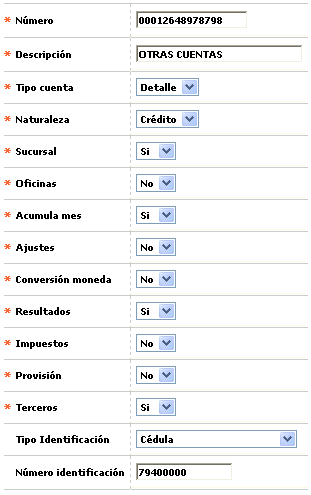 * Número 00012648978798
* Descripción OTRAS CUENTAS
* Tipo cuenta Detalle
* Naturaleza Crédito
* Sucursal Si
* Oficinas No
* Acumula mes Si
* Ajustes No
* Conversión moneda No
* Resultados Si
* Impuestos No
* Provisión No
* Terceros Si
Tipo Identificación Cédula
Número identificación 79400000